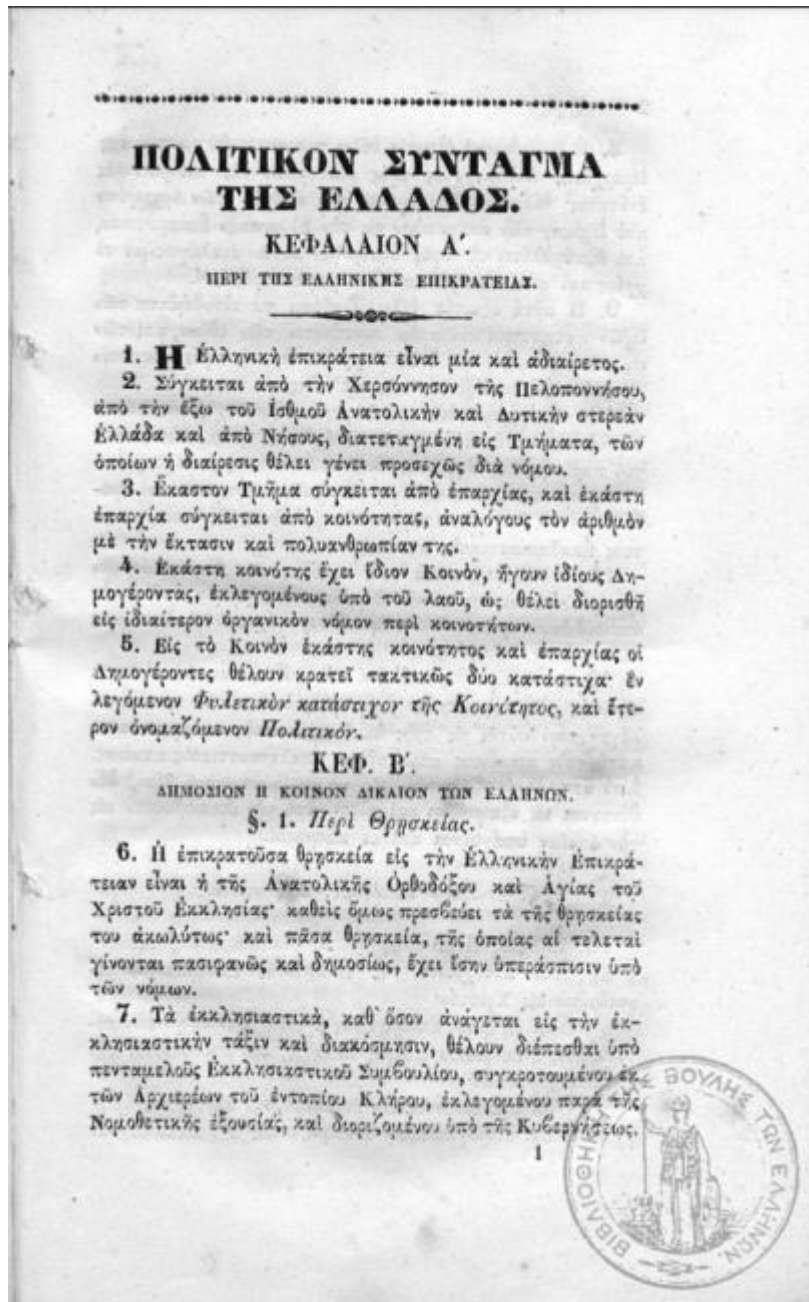 ΠΟΛΙΤΙΚΟΝ ΣΥΝΤΑΓΜΑ
ΤΗΣ ΕΛΛΑΔΟΣ.
ΚΕΦΑΛΑΙΟΝ Α΄.
ΠΕΡΙ ΤΗΣ ΕΛΛΗΝΙΚΗΣ ΕΠΙΚΡΑΤΕΙΑΣ.
1. Η Ἑλληνικὴ ἐπικράτεια εἶναι μία καὶ ἀδιαίρετος.
2. Σύγκειται ἀπὸ τὴν Χερσόννησον τῆς Πελοποννήσου,
ἀπὸ τὴν ἔξω τοῦ Ἰσθμοῦ Ἀνατολικὴν καὶ Δυτικὴν στερεὰν
Ἑλλάδα καὶ ἀπὸ Νήσους, διατεταγμένη εἰς Τμήματα, τῶν
ὁποίων ἡ διαίρεσις θέλει γένει προσεχῶς διὰ νόμου.
3. Ἕκαστον Τμῆμα σύγκειται ἀπὸ ἐπαρχίας, καὶ ἑκάστη
ἐπαρχία σύγκειται ἀπὸ κοινότητας, ἀναλόγους τὸν ἀριθμὸν
μὲ τὴν ἔκτασιν καὶ πολυανθρωπίαν της.
4. Ἑκάστη κοινότης ἔχει ἴδιον Κοινὸν, ἤγουν ἰδίους Δη-
μογέροντας, ἐκλεγομένους ὑπὸ τοῦ λαοῦ, ὡς θέλει διορισθῆ
εἰς ἰδιαίτερον ὀργανικὸν νόμον περὶ κοινοτήτων.
5. Εἰς τὸ Κοινὸν ἑκάστης κοινότητος καὶ ἐπαρχίας οἱ
Δημογέροντες θέλουν κρατεῖ τακτικῶς δύο κατάστιχα· ἓν
λεγόμενον Φυλετικὸν κατάστιχον τῆς Κοινότητος, καὶ ἕτε-
ρον ὀνομαζόμενον Πολιτικόν.
ΚΕΦ. Β΄.
ΔΗΜΟΣΙΟΝ Η ΚΟΙΝΟΝ ΔΙΚΑΙΟΝ ΤΩΝ ΕΛΛΗΝΩΝ.
§. 1. Περὶ Θρησκείας.
6. Ἡ ἐπικρατοῦσα θρησκεία εἰς τὴν Ἑλληνικὴν Ἐπικρά-
τειαν εἶναι ἡ τῆς Ἀνατολικῆς Ὀρθοδόξου καὶ Ἁγίας τοῦ
Χριστοῦ Ἐκκλησίας· καθεὶς ὅμως πρεσβεύει τὰ τῆς θρησκείας
του ἀκωλύτως· καὶ πᾶσα θρησκεία, τῆς ὁποίας αἱ τελεταὶ
γίνονται πασιφανῶς καὶ δημοσίως, ἔχει ἴσην ὑπεράσπισιν ὑπὸ
τῶν νόμων.
7. Τὰ ἐκκλησιαστικὰ, καθ᾽ ὅσον ἀνάγεται εἰς τὴν ἐκ-
κλησιαστικὴν τάξιν καὶ διακόσμησιν, θέλουν διέπεσθαι ὑπὸ
πενταμελοῦς Ἐκκλησιαστικοῦ Συμβουλίου, συγκροτουμένου ἐκ
τῶν Ἀρχιερέων τοῦ ἐντοπίου Κλήρου, ἐκλεγομένου παρὰ τῆς
Νομοθετικῆς ἐξουσίας, καὶ διοριζομένου ὑπὸ τῆς Κυβερνήσεως.
1
ΒΙΒΛΙΟΘΗΚΗ ΤΗΣ ΒΟΥΛΗΣ ΤΩΝ ΕΛΛΗΝΩΝ